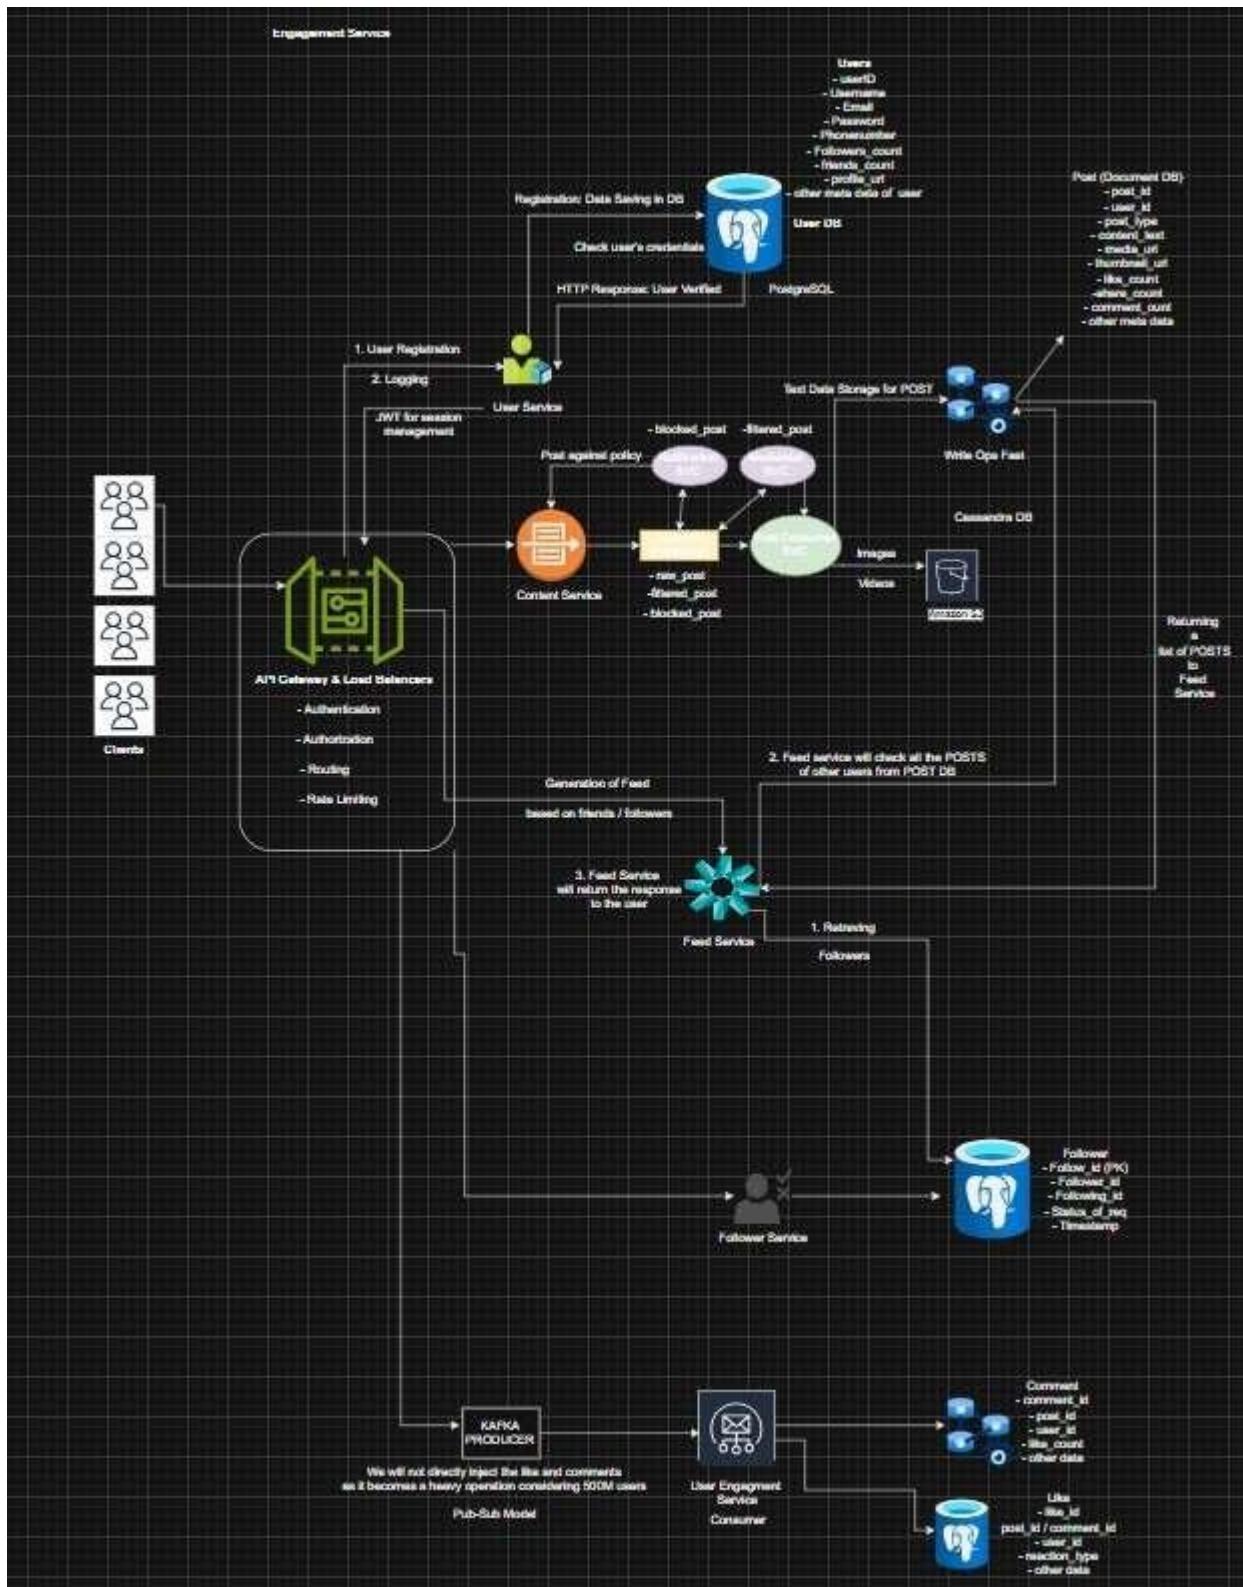 Engagement Service
Users
- userID
- Username
- Email
- Password
- Phonenumber
- Followers_count
- friends_count
- profile_url
- other meta data of user
User DB
PostgreSQL
Registration: Data Saving in DB
Check user's credentials
HTTP Response: User Verified
Post (Document DB)
- post_id
- user_id
- post_type
- content_text
- media_url
- thumbnail_url
- like_count
-share_count
- comment_ount
- other meta data
1. User Registration
2. Logging
User Service
JWT for session
management
Text Data Storage for POST
Write Ops Fast
Cassandra DB
- blocked_post
-filtered_post
Post against policy
Content Service
- raw_post
-filtered_post
- blocked_post
Images
Videos
Amazon S3
Clients
API Gateway & Load Balancers
- Authentication
- Authorization
- Routing
- Rate Limiting
Returning
a
list of POSTS
to
Feed
Service
2. Feed service will check all the POSTS
of other users from POST DB
Generation of Feed
based on friends / followers
3. Feed Service
will return the response
to the user
Feed Service
1. Retrieving
Followers
Follower Service
Follower
- Follow_id (PK)
- Follower_id
- Following_id
- Status_of_req
- Timestamp
KAFKA
PRODUCER
We will not directly inject the like and comments
as it becomes a heavy operation considering 500M users
Pub-Sub Model
User Engagment
Service
Consumer
Comment
- comment_id
- post_id
- user_id
- like_count
- other data
Like
- like_id
post_id / comment_id
- user_id
- reaction_type
- other data